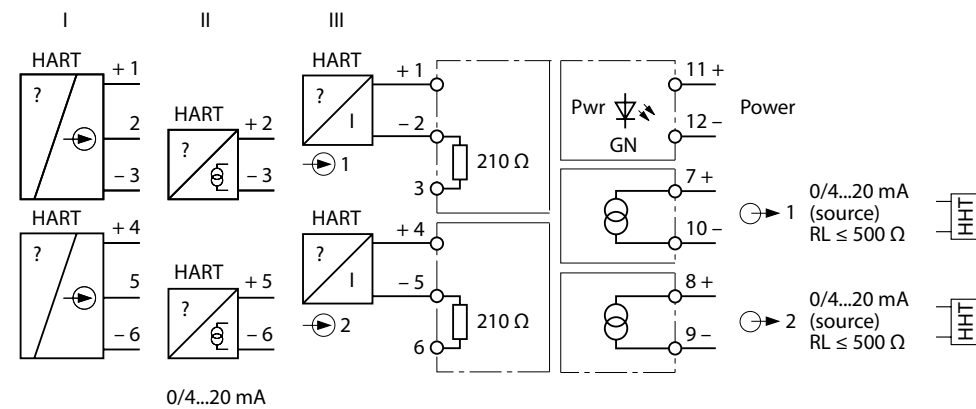 I
II
III
HART
?
+ 1
2
– 3
HART
?
+ 2
– 3
HART
?
I
+ 1
– 2
3
1
210 Ω
Pwr
GN
11 +
12 –
Power
7 +
10 –
1
0/4...20 mA
(source)
RL ≤ 500 Ω
HHT
HART
?
+ 4
5
– 6
HART
?
+ 5
– 6
0/4...20 mA
HART
?
I
+ 4
– 5
6
2
210 Ω
8 +
9 –
2
0/4...20 mA
(source)
RL ≤ 500 Ω
HHT